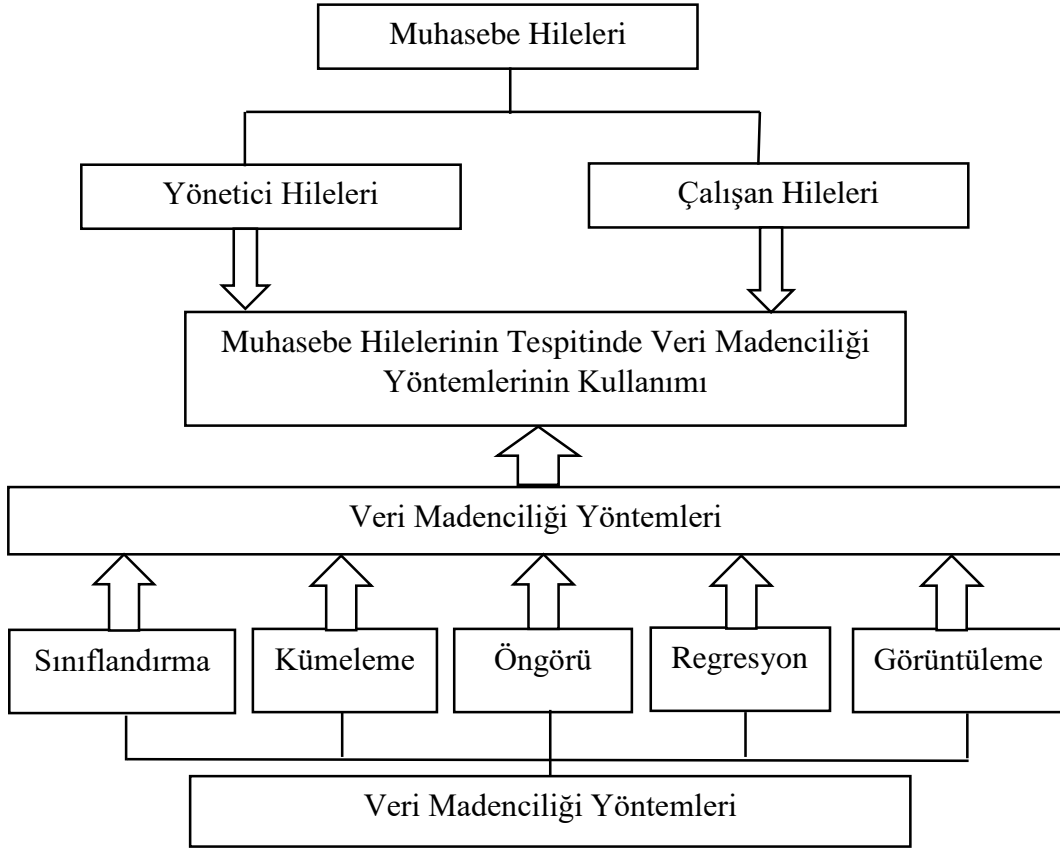 Muhasebe Hileleri
Yönetici Hileleri
Çalışan Hileleri
Muhasebe Hilelerinin Tespitinde Veri Madenciliği
Yöntemlerinin Kullanımı
Veri Madenciliği Yöntemleri
Sınıflandırma
Kümeleme
Öngörü
Regresyon
Görüntüleme
Veri Madenciliği Yöntemleri